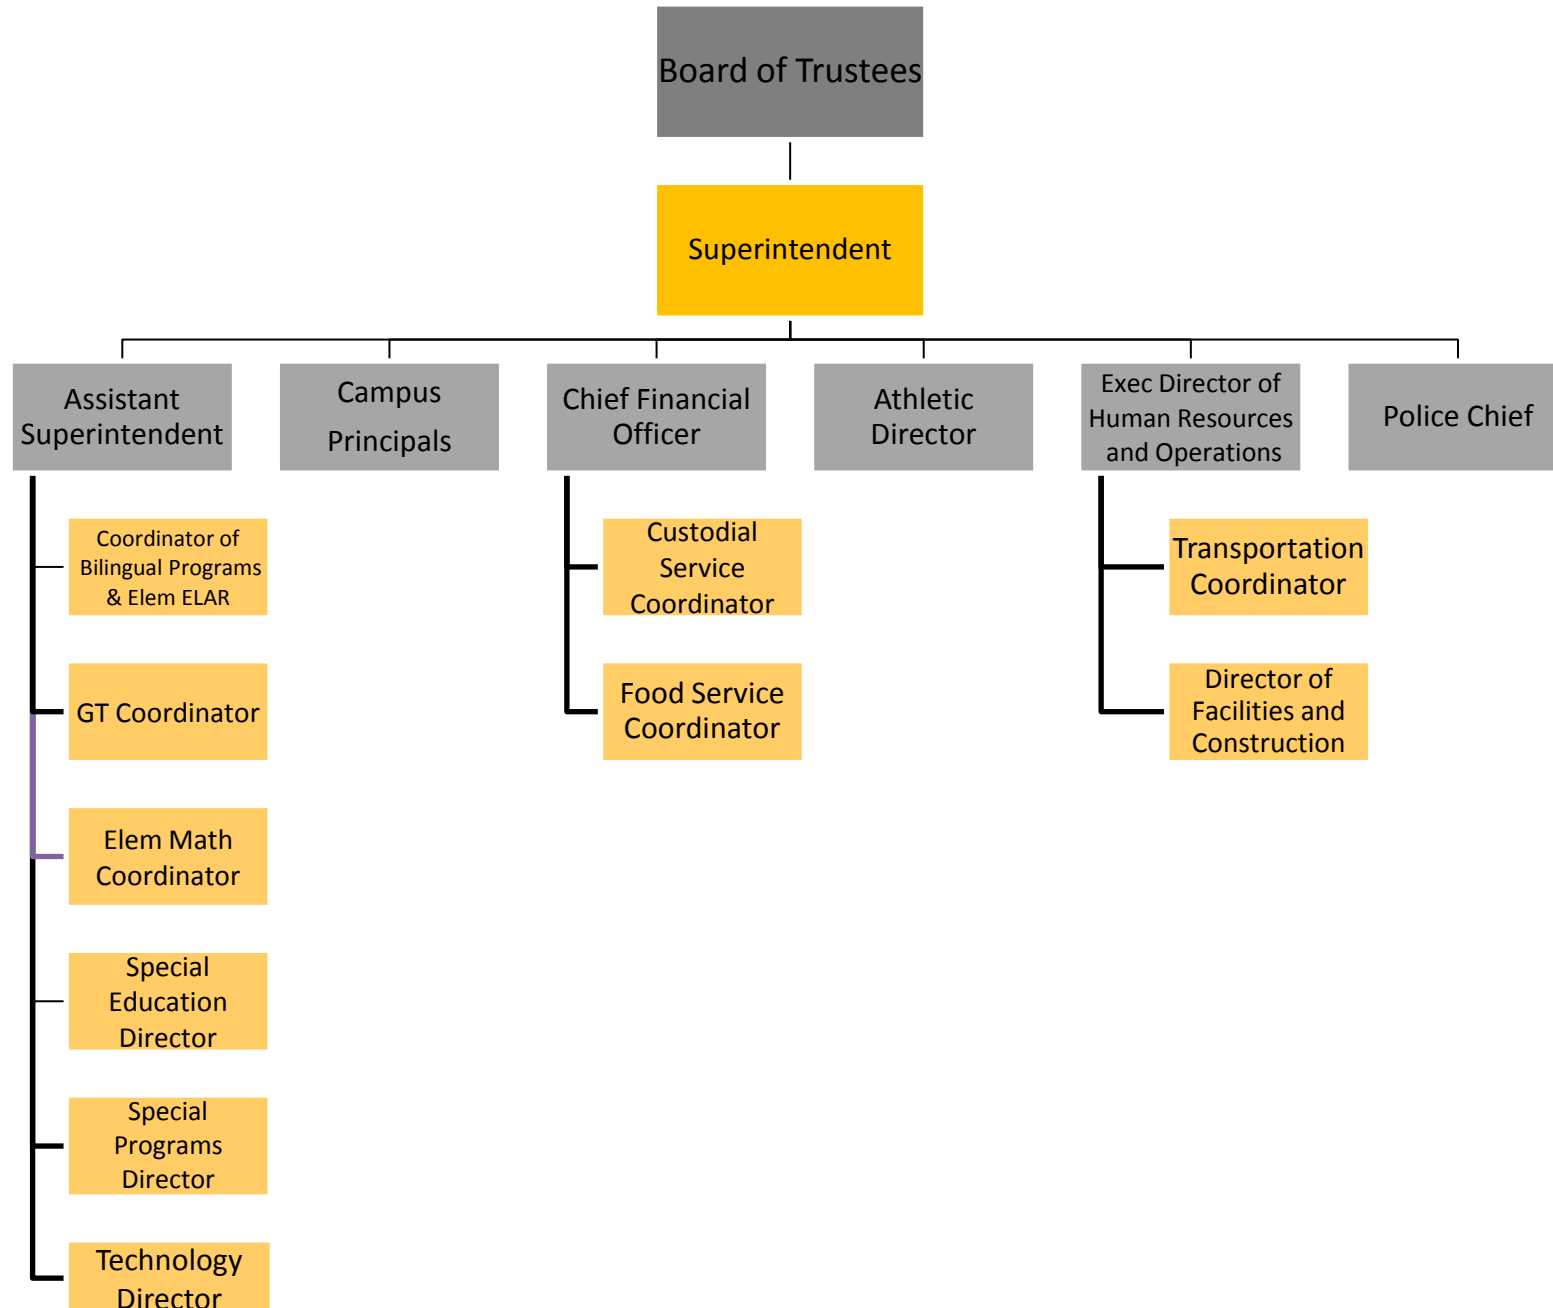 Board of Trustees
Superintendent
Assistant
Superintendent
Campus
Principals
Chief Financial
Officer
Athletic
Director
Exec Director of
Human Resources
and Operations
Police Chief
Coordinator of
Bilingual Programs
& Elem ELAR
Custodial
Service
Coordinator
Transportation
Coordinator
GT Coordinator
Food Service
Coordinator
Director of
Facilities and
Construction
Elem Math
Coordinator
Special
Education
Director
Special
Programs
Director
Technology
Director